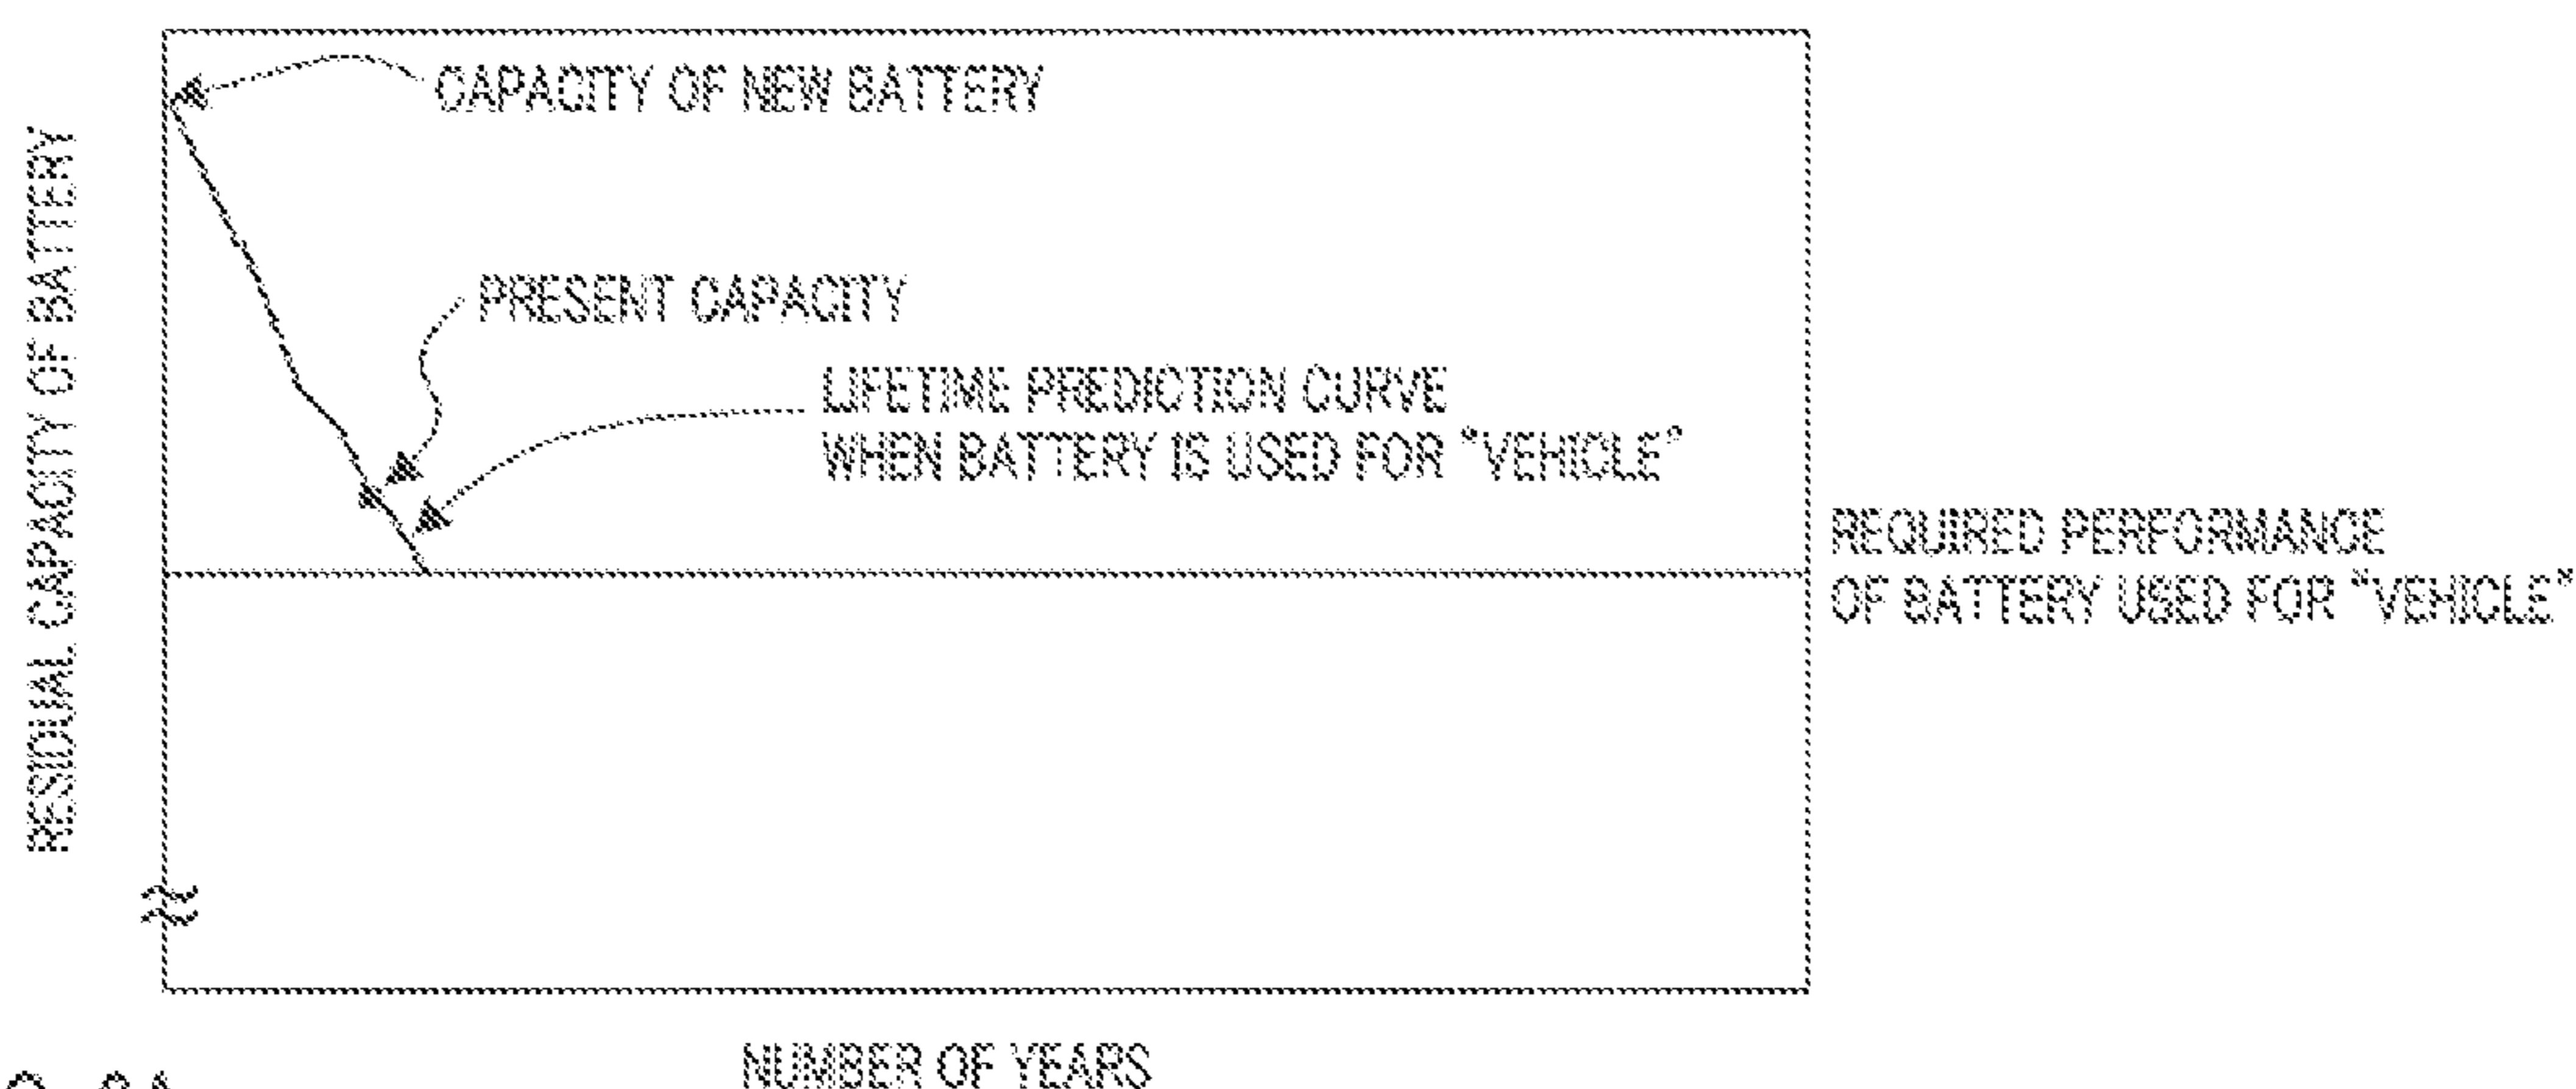 CAPACITY OF NEW BATTERY
PRESENT CAPACITY
LIFETIME PREDICTION CURVE
WHEN BATTERY IS USED FOR "VEHICLE"
REQUIRED PERFORMANCE
OF BATTERY USED FOR "VEHICLE"
RESIDUAL CAPACITY OF BATTERY
NUMBER OF YEARS